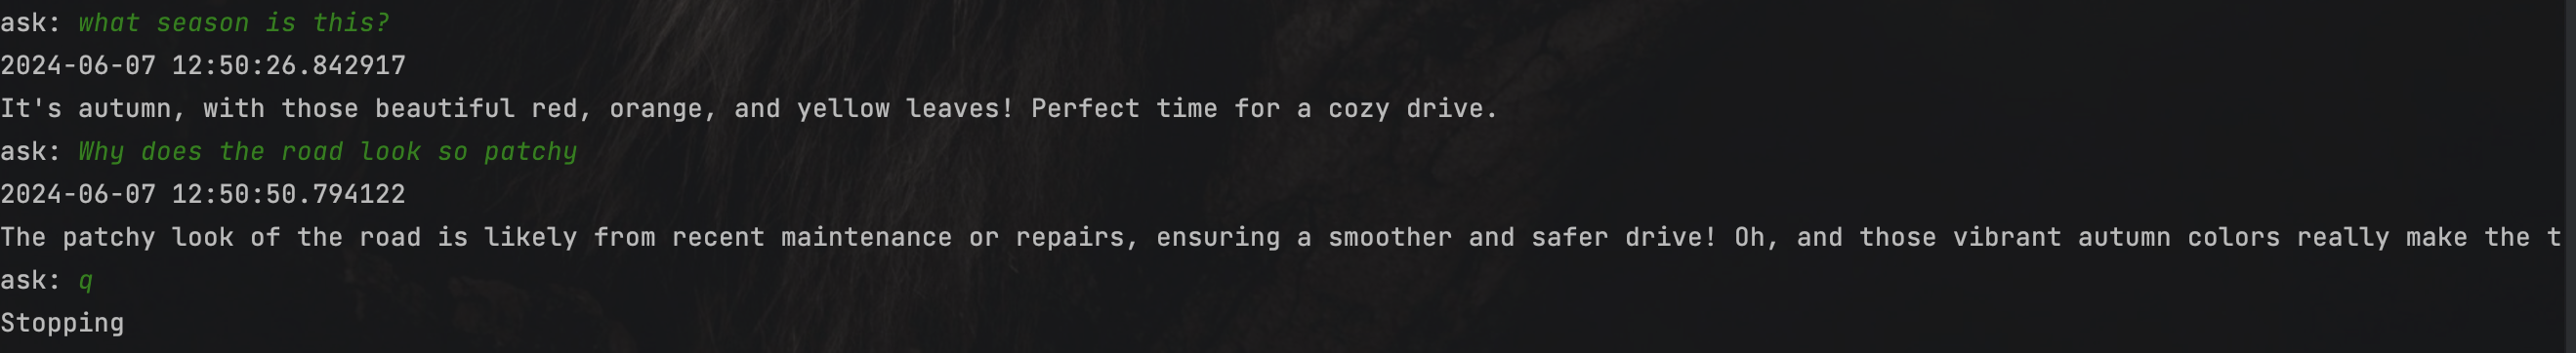 ask: what season is this?
2024-06-07 12:50:26.842917
It's autumn, with those beautiful red, orange, and yellow leaves! Perfect time for a cozy drive.
ask: Why does the road look so patchy
2024-06-07 12:50:50.794122
The patchy look of the road is likely from recent maintenance or repairs, ensuring a smoother and safer drive! Oh, and those vibrant autumn colors really make the t
ask: q
Stopping